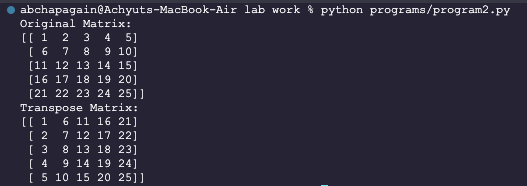 abchapagain@Achyuts-MacBook-Air lab work % python programs/program2.py
Original Matrix:
[[ 1  2  3  4  5]
 [ 6  7  8  9 10]
 [11 12 13 14 15]
 [16 17 18 19 20]
 [21 22 23 24 25]]
Transpose Matrix:
[[ 1  6 11 16 21]
 [ 2  7 12 17 22]
 [ 3  8 13 18 23]
 [ 4  9 14 19 24]
 [ 5 10 15 20 25]]